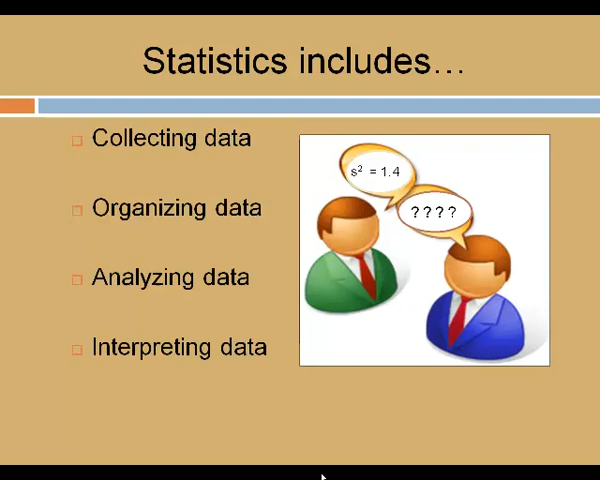 Statistics includes…
Collecting data
Organizing data
Analyzing data
Interpreting data
s² = 1.4
? ? ? ?